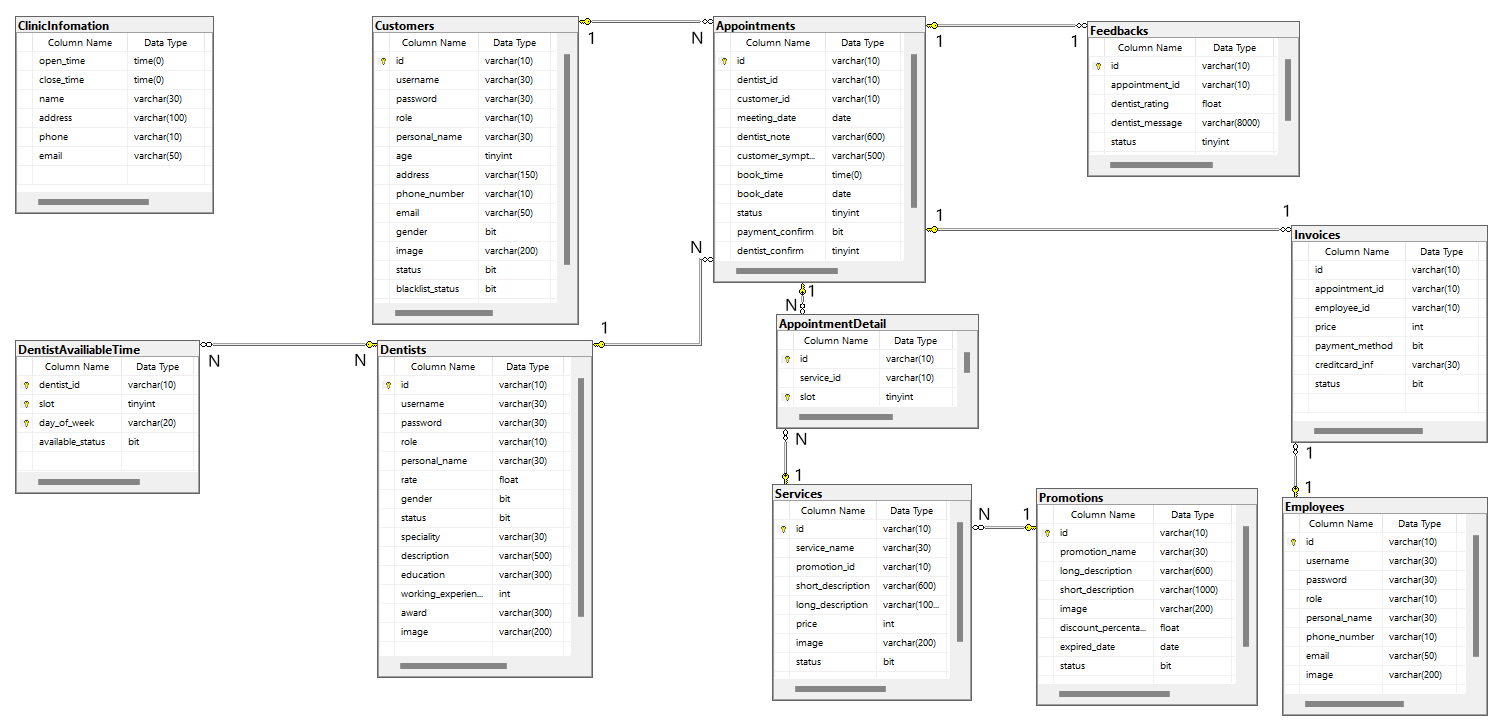 ClinicInfomation
Column Name Data Type
open_time time(0)
close_time time(0)
name varchar(30)
address varchar(100)
phone varchar(10)
email varchar(50)
Customers
Column Name Data Type
id varchar(10)
username varchar(30)
password varchar(30)
role varchar(10)
personal_name varchar(30)
age tinyint
address varchar(150)
phone_number varchar(10)
email varchar(50)
gender bit
image varchar(200)
status bit
blacklist_status bit
1
N
Appointments
Column Name Data Type
id varchar(10)
dentist_id varchar(10)
customer_id varchar(10)
meeting_date date
dentist_note varchar(600)
customer_sympt... varchar(500)
book_time time(0)
book_date date
status tinyint
payment_confirm bit
dentist_confirm tinyint
1
1
Feedbacks
Column Name Data Type
id varchar(10)
appointment_id varchar(10)
dentist_rating float
dentist_message varchar(8000)
status tinyint
1
1
Invoices
Column Name Data Type
id varchar(10)
appointment_id varchar(10)
employee_id varchar(10)
price int
payment_method bit
creditcard_inf varchar(30)
status bit
N
1
1
N
AppointmentDetail
Column Name Data Type
id varchar(10)
service_id varchar(10)
slot tinyint
DentistAvailiableTime
Column Name Data Type
dentist_id varchar(10)
slot tinyint
day_of_week varchar(20)
available_status bit
N
N
Dentists
Column Name Data Type
id varchar(10)
username varchar(30)
password varchar(30)
role varchar(10)
personal_name varchar(30)
rate float
gender bit
status bit
speciality varchar(30)
description varchar(500)
education varchar(300)
working_experien... int
award varchar(300)
image varchar(200)
N
1
Services
Column Name Data Type
id varchar(10)
service_name varchar(30)
promotion_id varchar(10)
short_description varchar(600)
long_description varchar(100...
price int
image varchar(200)
status bit
N
1
Promotions
Column Name Data Type
id varchar(10)
promotion_name varchar(30)
long_description varchar(600)
short_description varchar(1000)
image varchar(200)
discount_percenta... float
expired_date date
status bit
1
1
Employees
Column Name Data Type
id varchar(10)
username varchar(30)
password varchar(30)
role varchar(10)
personal_name varchar(30)
phone_number varchar(10)
email varchar(50)
image varchar(200)